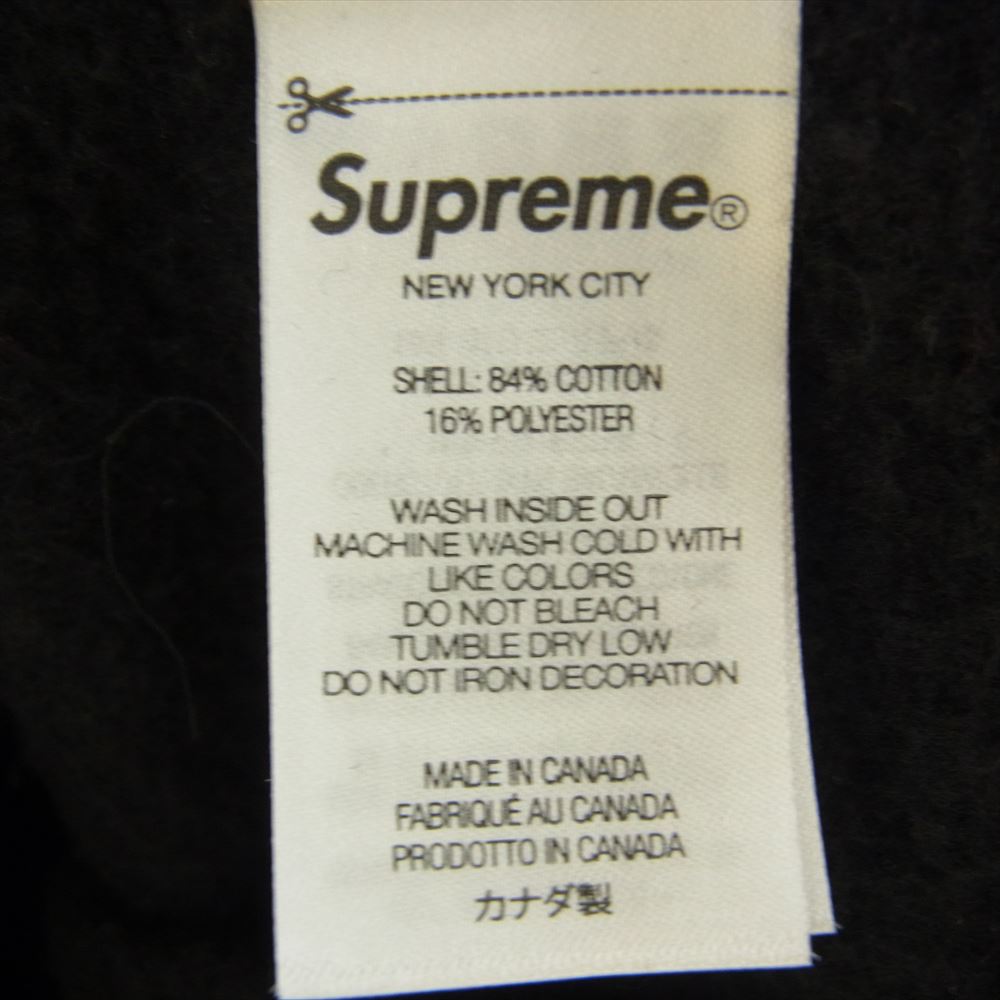 Supreme®
NEW YORK CITY
SHELL: 84% COTTON
16% POLYESTER
WASH INSIDE OUT
MACHINE WASH COLD WITH
LIKE COLORS
DO NOT BLEACH
TUMBLE DRY LOW
DO NOT IRON DECORATION
MADE IN CANADA
FABRIQUÉ AU CANADA
PRODOTTO IN CANADA
カナダ製